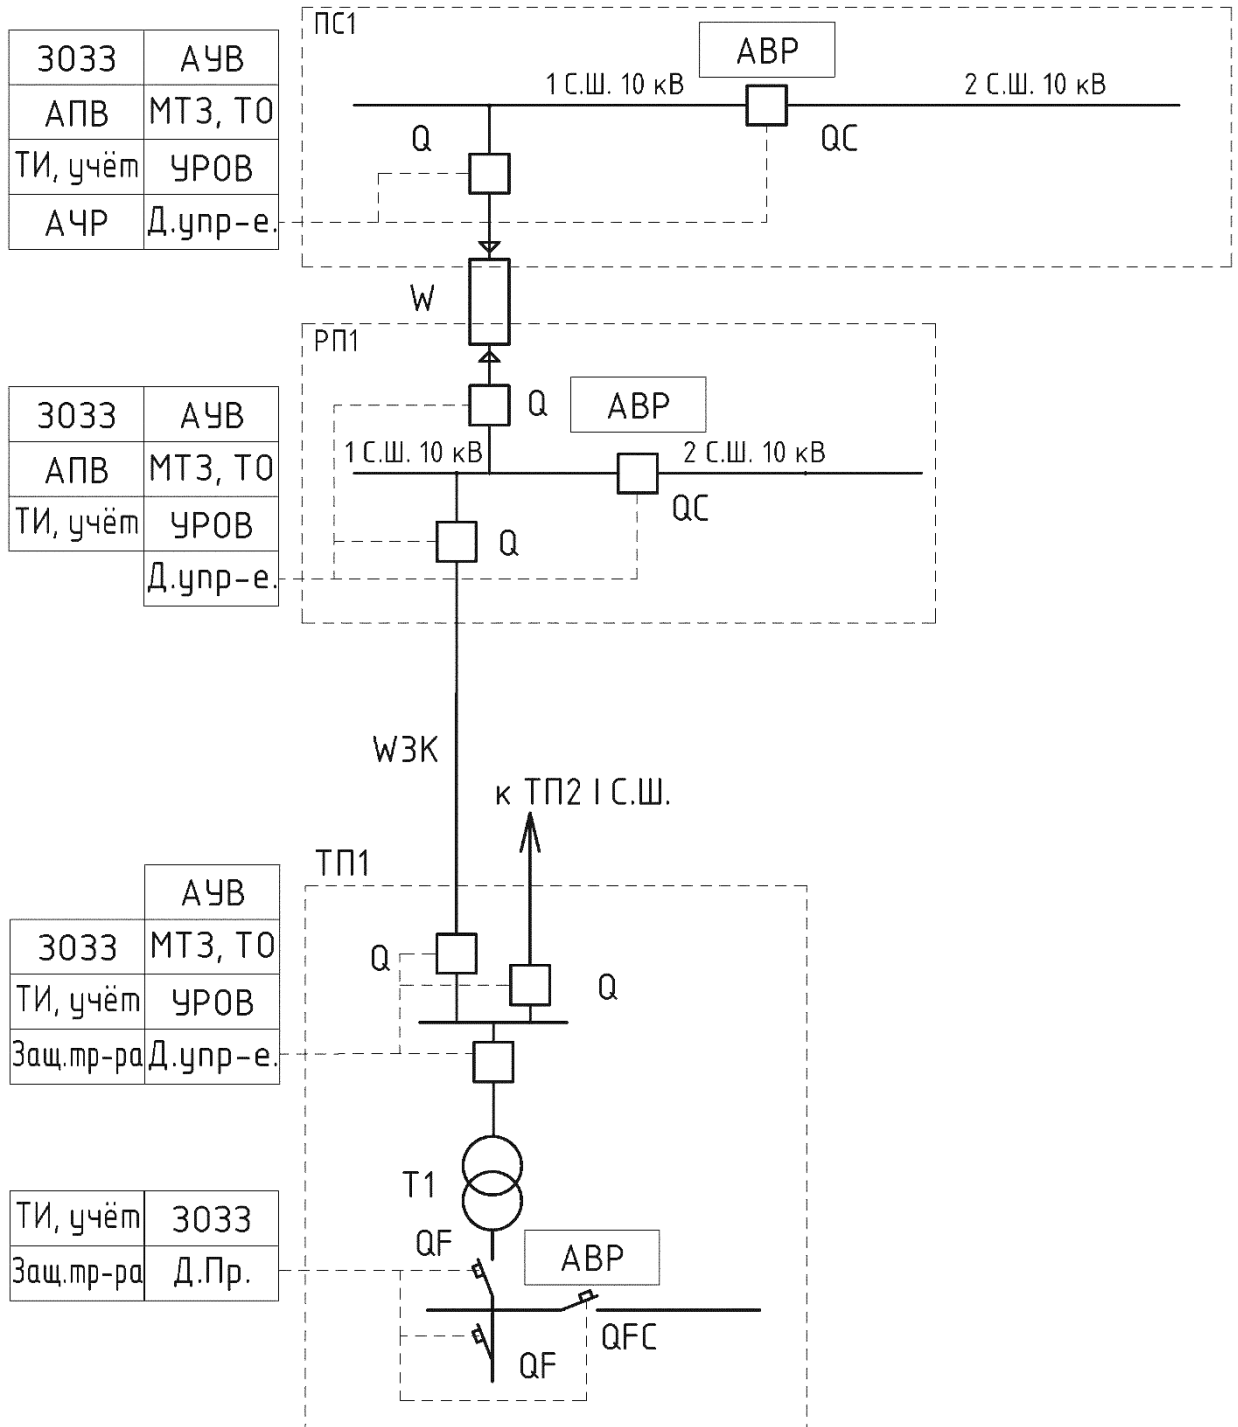 ПС1
ЗОЗЗ АУВ
АПВ МТЗ, ТО
ТИ, учёт УРОВ
АЧР Д.упр-е.
АВР
1 С.Ш. 10 кВ
2 С.Ш. 10 кВ
Q
QC
W
РП1
ЗОЗЗ АУВ
АПВ МТЗ, ТО
ТИ, учёт УРОВ
Д.упр-е.
Q
АВР
1 С.Ш. 10 кВ
2 С.Ш. 10 кВ
QC
Q
WЗК
к ТП2 I С.Ш.
ТП1
АУВ
ЗОЗЗ МТЗ, ТО
ТИ, учёт УРОВ
Защ.тр-ра Д.упр-е.
Q
Q
Т1
ТИ, учёт ЗОЗЗ
Защ.тр-ра Д.Пр.
QF
АВР
QFC
QF